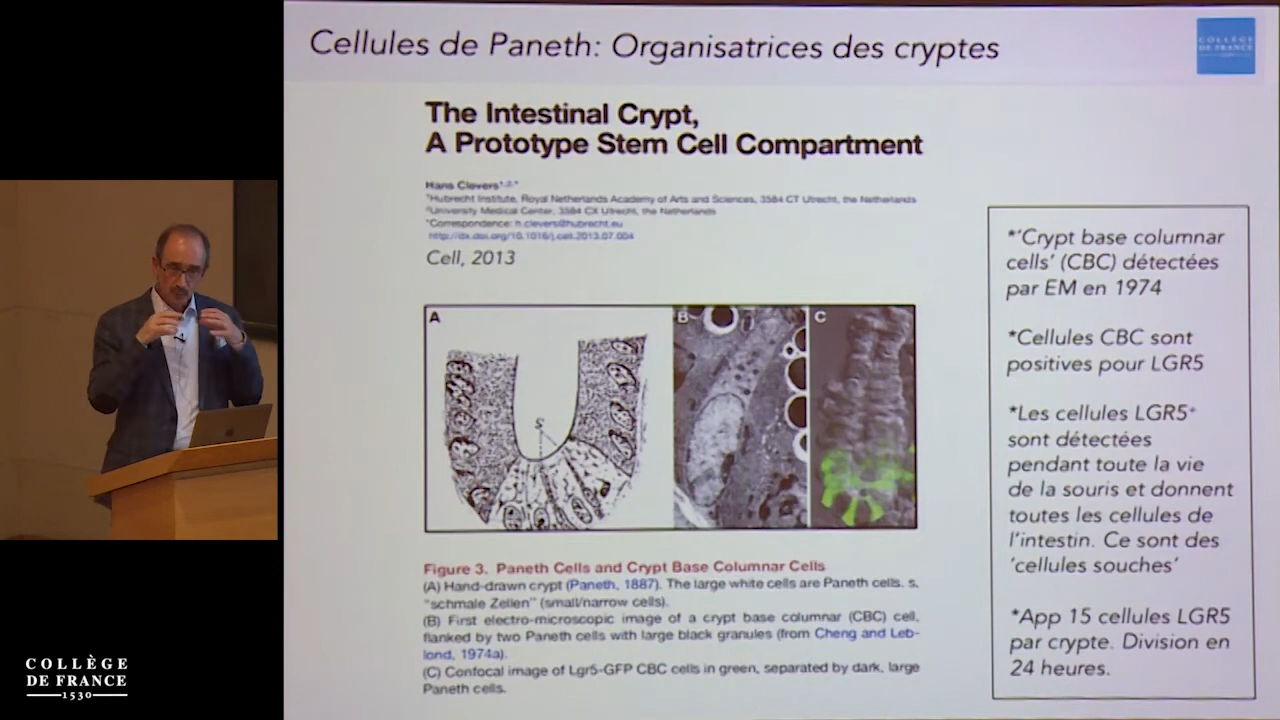 Cellules de Paneth: Organisatrices des cryptes
COLLÈGE
DE FRANCE
1530
The Intestinal Crypt,
A Prototype Stem Cell Compartment
Hans Clevers1,2,*
1Hubrecht Institute, Royal Netherlands Academy of Arts and Sciences, 3584 CT Utrecht, the Netherlands
2University Medical Center, 3584 CX Utrecht, the Netherlands
*Correspondence: h.clevers@hubrecht.eu
http://dx.doi.org/10.1016/j.cell.2013.07.004
Cell, 2013
A
B
C
s
Figure 3. Paneth Cells and Crypt Base Columnar Cells
(A) Hand-drawn crypt (Paneth, 1887). The large white cells are Paneth cells. s,
"schmale Zellen" (small/narrow cells).
(B) First electro-microscopic image of a crypt base columnar (CBC) cell,
flanked by two Paneth cells with large black granules (from Cheng and Leb-
lond, 1974a).
(C) Confocal image of Lgr5-GFP CBC cells in green, separated by dark, large
Paneth cells.
*'Crypt base columnar
cells' (CBC) détectées
par EM en 1974
*Cellules CBC sont
positives pour LGR5
*Les cellules LGR5+
sont détectées
pendant toute la vie
de la souris et donnent
toutes les cellules de
l'intestin. Ce sont des
'cellules souches'
*App 15 cellules LGR5
par crypte. Division en
24 heures.
COLLÈGE
DE FRANCE
1530